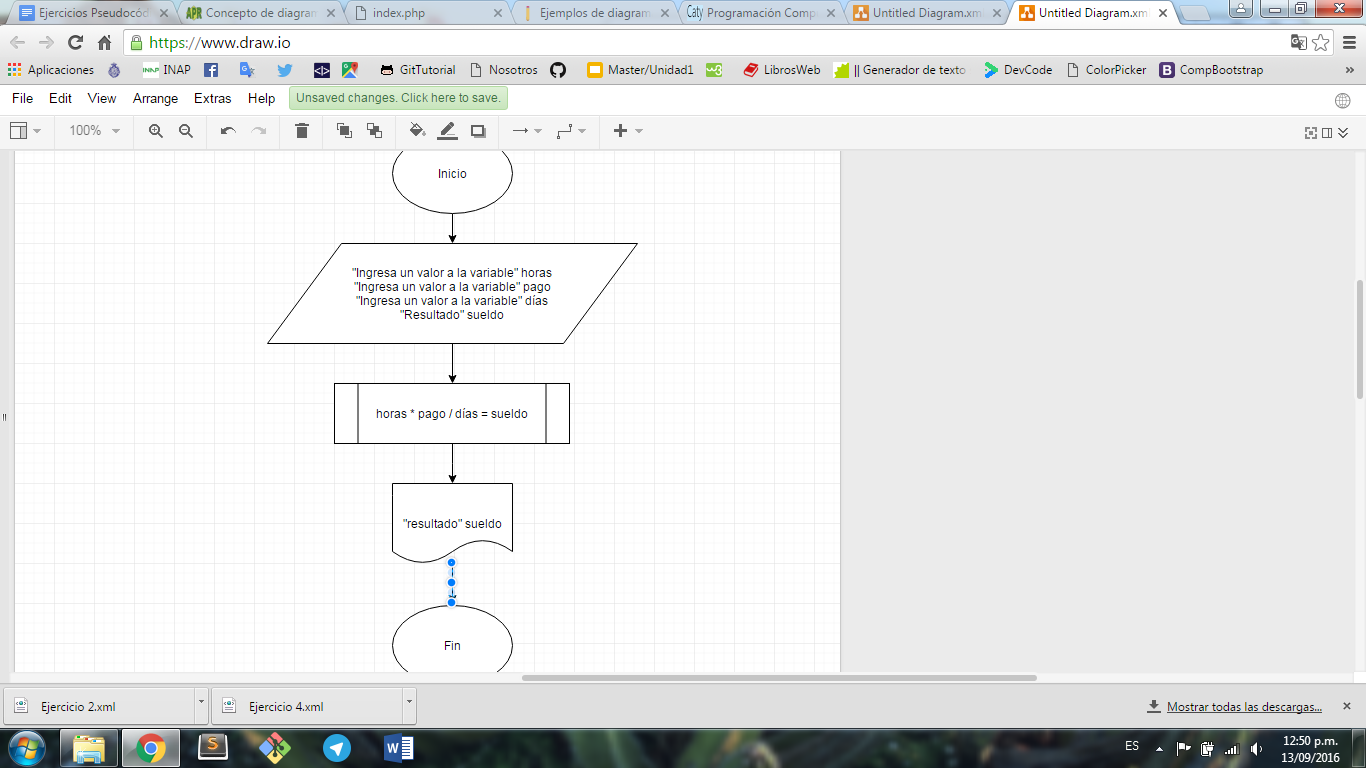 Ejercicios Pseudocód
Concepto de diagram
index.php
Ejemplos de diagram
Caty Programación Comp
Untitled Diagram.xm
Untitled Diagram.xm
https://www.draw.io
Aplicaciones
INAP INAP
GitTutorial
Nosotros
Master/Unidad1
LibrosWeb
|| Generador de texto
DevCode
ColorPicker
B CompBootstrap
»
File Edit View Arrange Extras Help Unsaved changes. Click here to save.
100%
Inicio
"Ingresa un valor a la variable" horas
"Ingresa un valor a la variable" pago
"Ingresa un valor a la variable" días
"Resultado" sueldo
horas * pago / días = sueldo
"resultado" sueldo
Fin
Ejercicio 2.xml
Ejercicio 4.xml
Mostrar todas las descargas...
ES
12:50 p.m.
13/09/2016